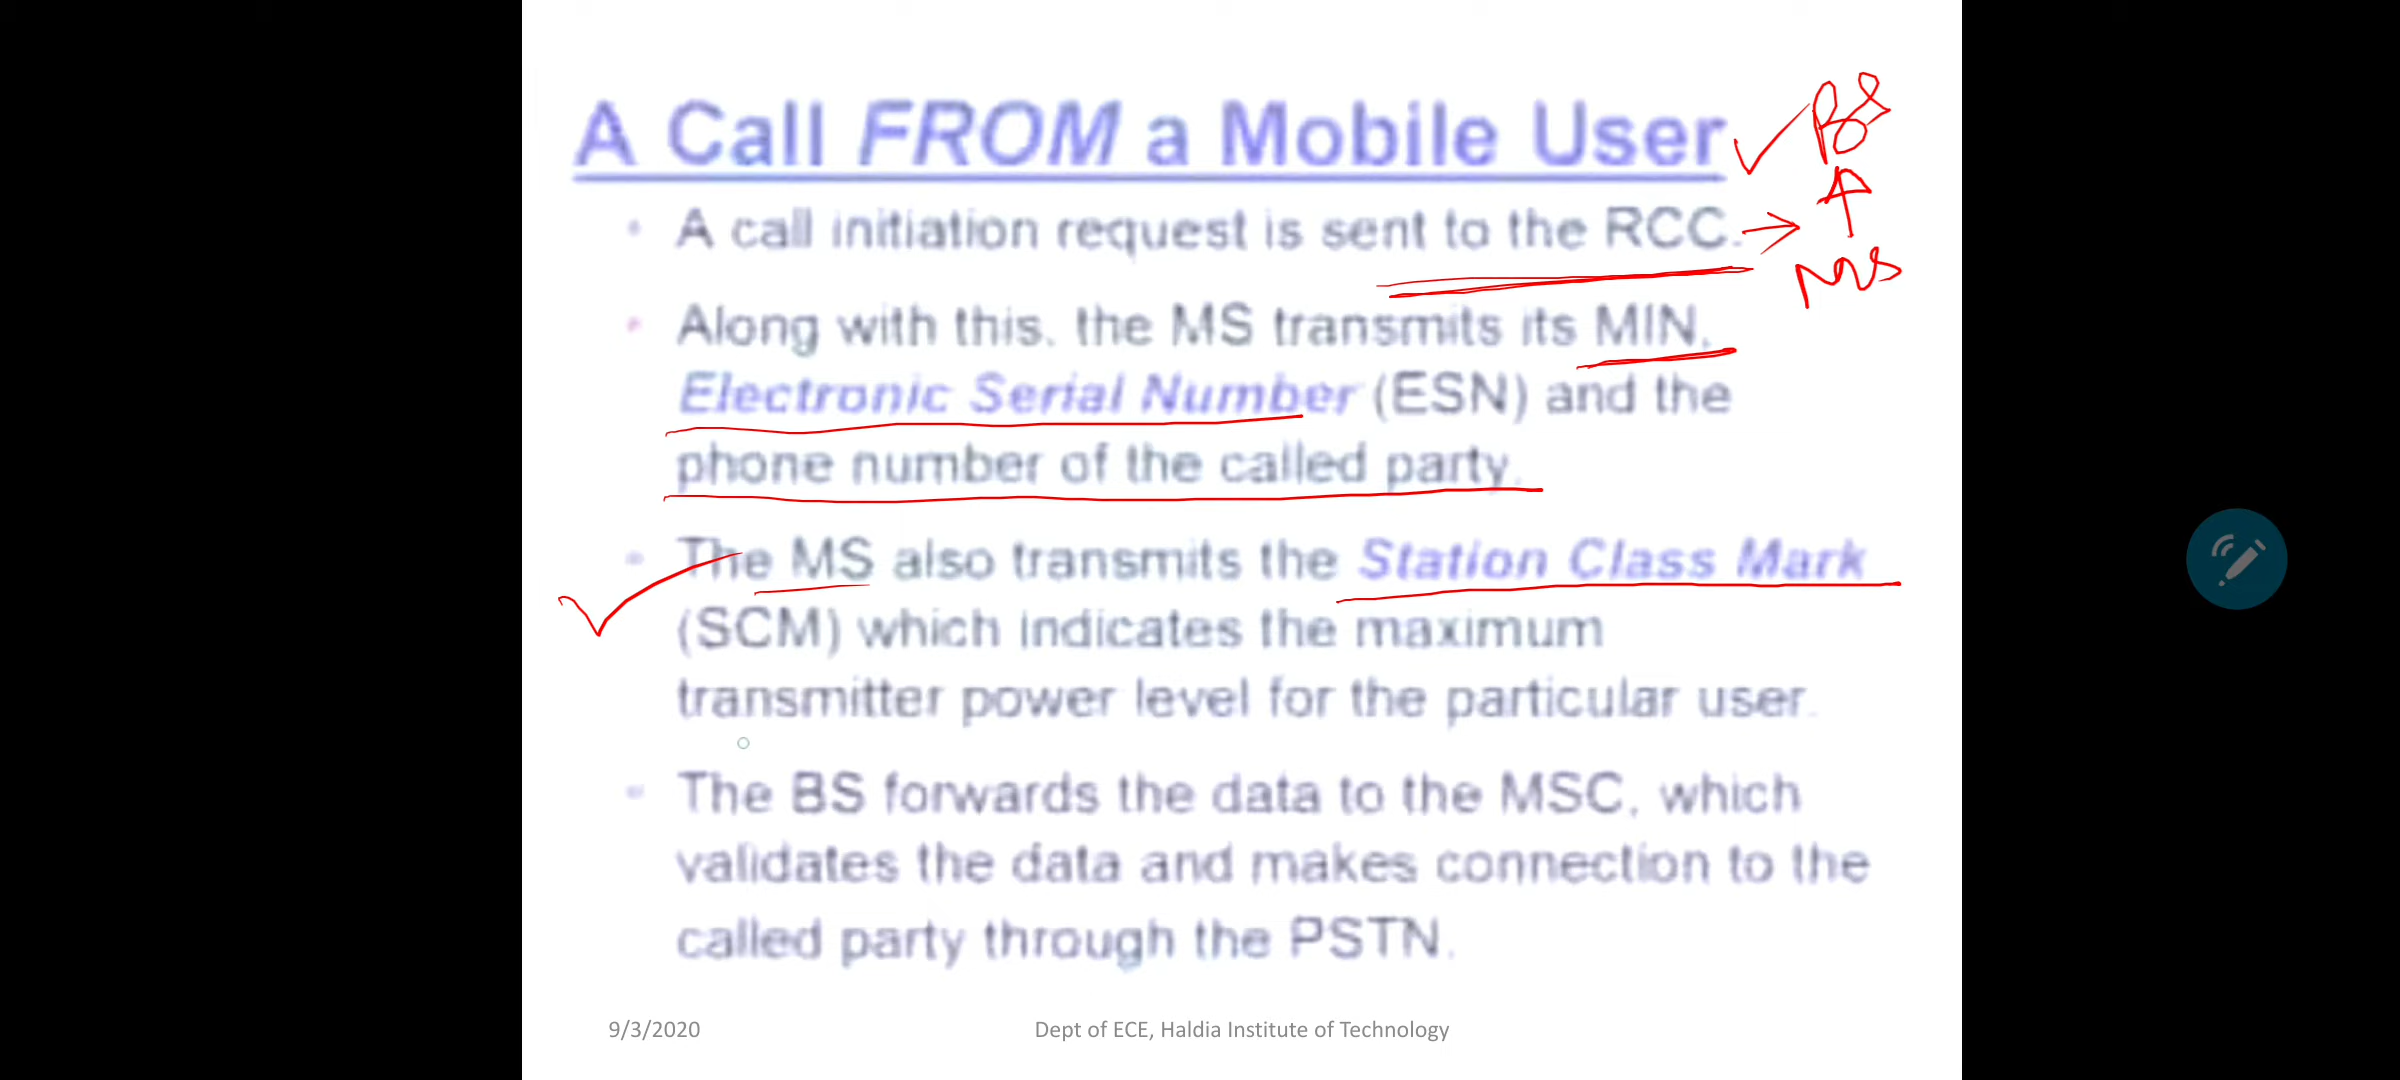 A Call FROM a Mobile User
BS
MS
• A call initiation request is sent to the RCC.
• Along with this, the MS transmits its MIN,
Electronic Serial Number (ESN) and the
phone number of the called party.
• The MS also transmits the Station Class Mark
(SCM) which indicates the maximum
transmitter power level for the particular user.
• The BS forwards the data to the MSC, which
validates the data and makes connection to the
called party through the PSTN.
9/3/2020
Dept of ECE, Haldia Institute of Technology